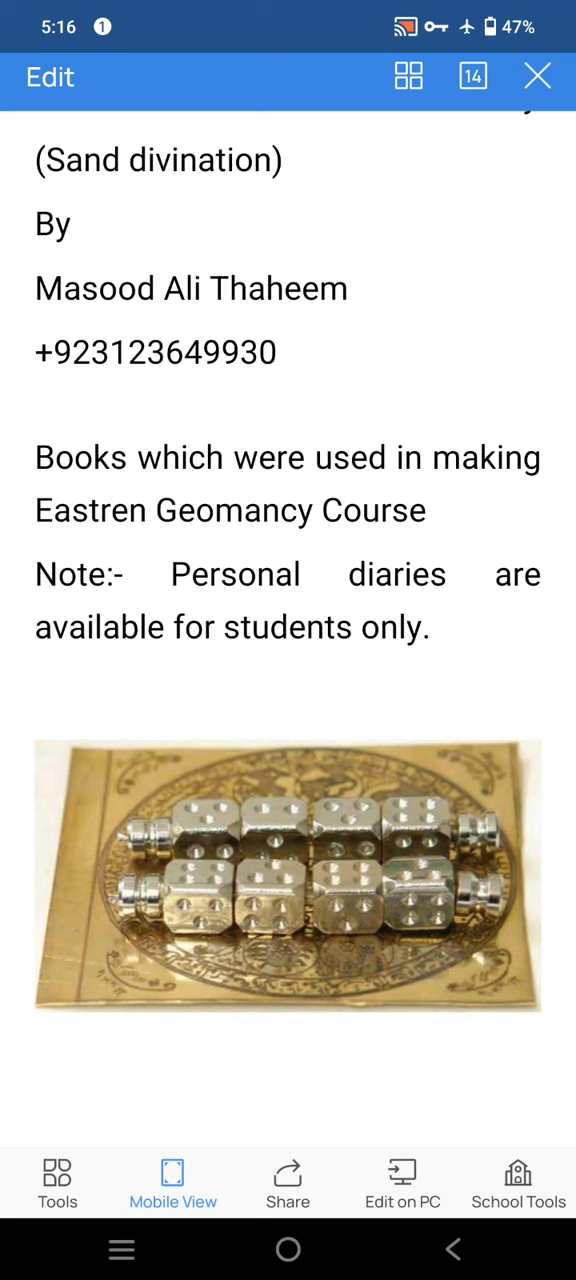 5:16 1 47%
Edit 14
(Sand divination)
By
Masood Ali Thaheem
+923123649930
Books which were used in making
Eastren Geomancy Course
Note:- Personal diaries are
available for students only.
Tools Mobile View Share Edit on PC School Tools